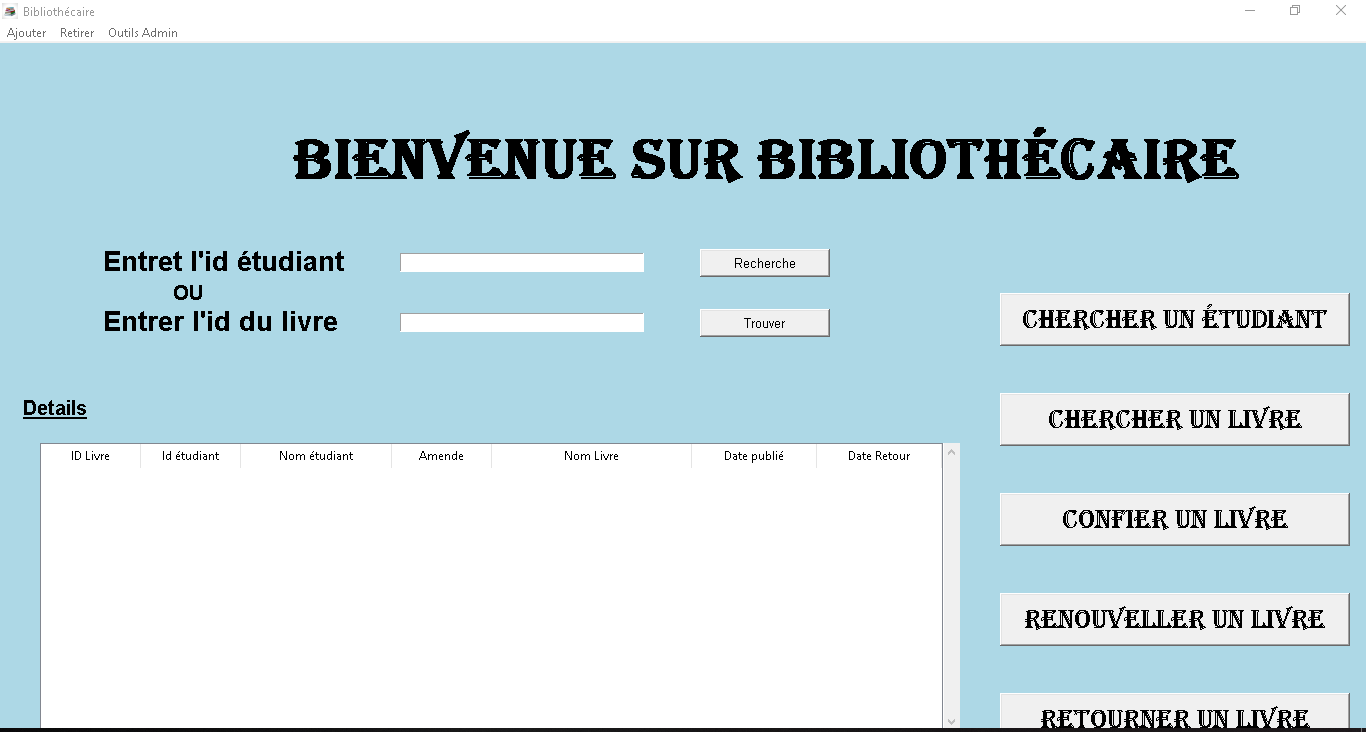 Bibliothécaire
Ajouter Retirer Outils Admin
BIENVENUE SUR BIBLIOTHÉCAIRE
Entret l'id étudiant
Recherche
OU
Entrer l'id du livre
Trouver
Details
ID Livre Id étudiant Nom étudiant Amende Nom Livre Date publié Date Retour
CHERCHER UN ÉTUDIANT
CHERCHER UN LIVRE
CONFIER UN LIVRE
RENOUVELLER UN LIVRE
RETOURNER UN LIVRE